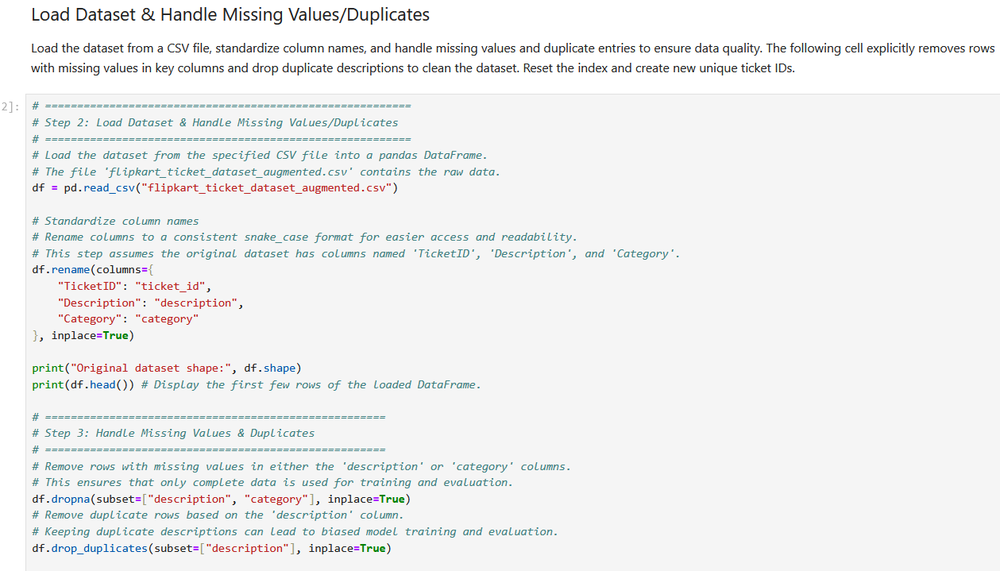 Load Dataset & Handle Missing Values/Duplicates
Load the dataset from a CSV file, standardize column names, and handle missing values and duplicate entries to ensure data quality. The following cell explicitly removes rows
with missing values in key columns and drop duplicate descriptions to clean the dataset. Reset the index and create new unique ticket IDs.
2]:
# =========================================================
# Step 2: Load Dataset & Handle Missing Values/Duplicates
# =========================================================
# Load the dataset from the specified CSV file into a pandas DataFrame.
# The file 'flipkart_ticket_dataset_augmented.csv' contains the raw data.
df = pd.read_csv("flipkart_ticket_dataset_augmented.csv")
# Standardize column names
# Rename columns to a consistent snake_case format for easier access and readability.
# This step assumes the original dataset has columns named 'TicketID', 'Description', and 'Category'.
df.rename(columns={
    "TicketID": "ticket_id",
    "Description": "description",
    "Category": "category"
}, inplace=True)
print("Original dataset shape:", df.shape)
print(df.head()) # Display the first few rows of the loaded DataFrame.
# =====================================================
# Step 3: Handle Missing Values & Duplicates
# =====================================================
# Remove rows with missing values in either the 'description' or 'category' columns.
# This ensures that only complete data is used for training and evaluation.
df.dropna(subset=["description", "category"], inplace=True)
# Remove duplicate rows based on the 'description' column.
# Keeping duplicate descriptions can lead to biased model training and evaluation.
df.drop_duplicates(subset=["description"], inplace=True)